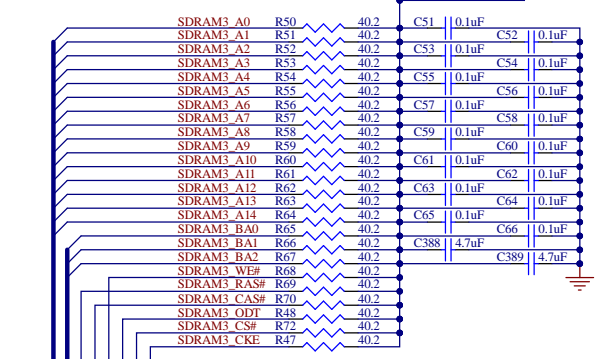 SDRAM3_A0 R50 40.2 C51 0.1uF
SDRAM3_A1 R51 40.2 C52 0.1uF
SDRAM3_A2 R52 40.2 C53 0.1uF
SDRAM3_A3 R53 40.2 C54 0.1uF
SDRAM3_A4 R54 40.2 C55 0.1uF
SDRAM3_A5 R55 40.2 C56 0.1uF
SDRAM3_A6 R56 40.2 C57 0.1uF
SDRAM3_A7 R57 40.2 C58 0.1uF
SDRAM3_A8 R58 40.2 C59 0.1uF
SDRAM3_A9 R59 40.2 C60 0.1uF
SDRAM3_A10 R60 40.2 C61 0.1uF
SDRAM3_A11 R61 40.2 C62 0.1uF
SDRAM3_A12 R62 40.2 C63 0.1uF
SDRAM3_A13 R63 40.2 C64 0.1uF
SDRAM3_A14 R64 40.2 C65 0.1uF
SDRAM3_BA0 R65 40.2 C66 0.1uF
SDRAM3_BA1 R66 40.2 C388 4.7uF
SDRAM3_BA2 R67 40.2 C389 4.7uF
SDRAM3_WE# R68 40.2
SDRAM3_RAS# R69 40.2
SDRAM3_CAS# R70 40.2
SDRAM3_ODT R48 40.2
SDRAM3_CS# R72 40.2
SDRAM3_CKE R47 40.2